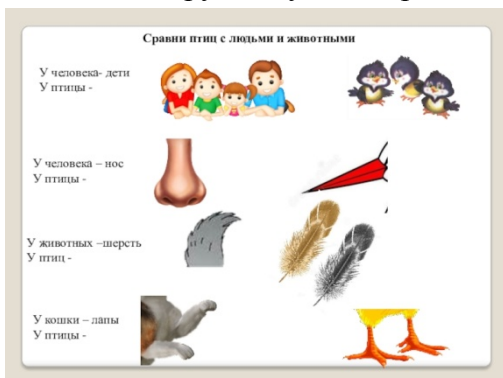 Сравни птиц с людьми и животными
У человека- дети
У птицы -
У человека – нос
У птицы -
У животных –шерсть
У птиц -
У кошки – лапы
У птицы -